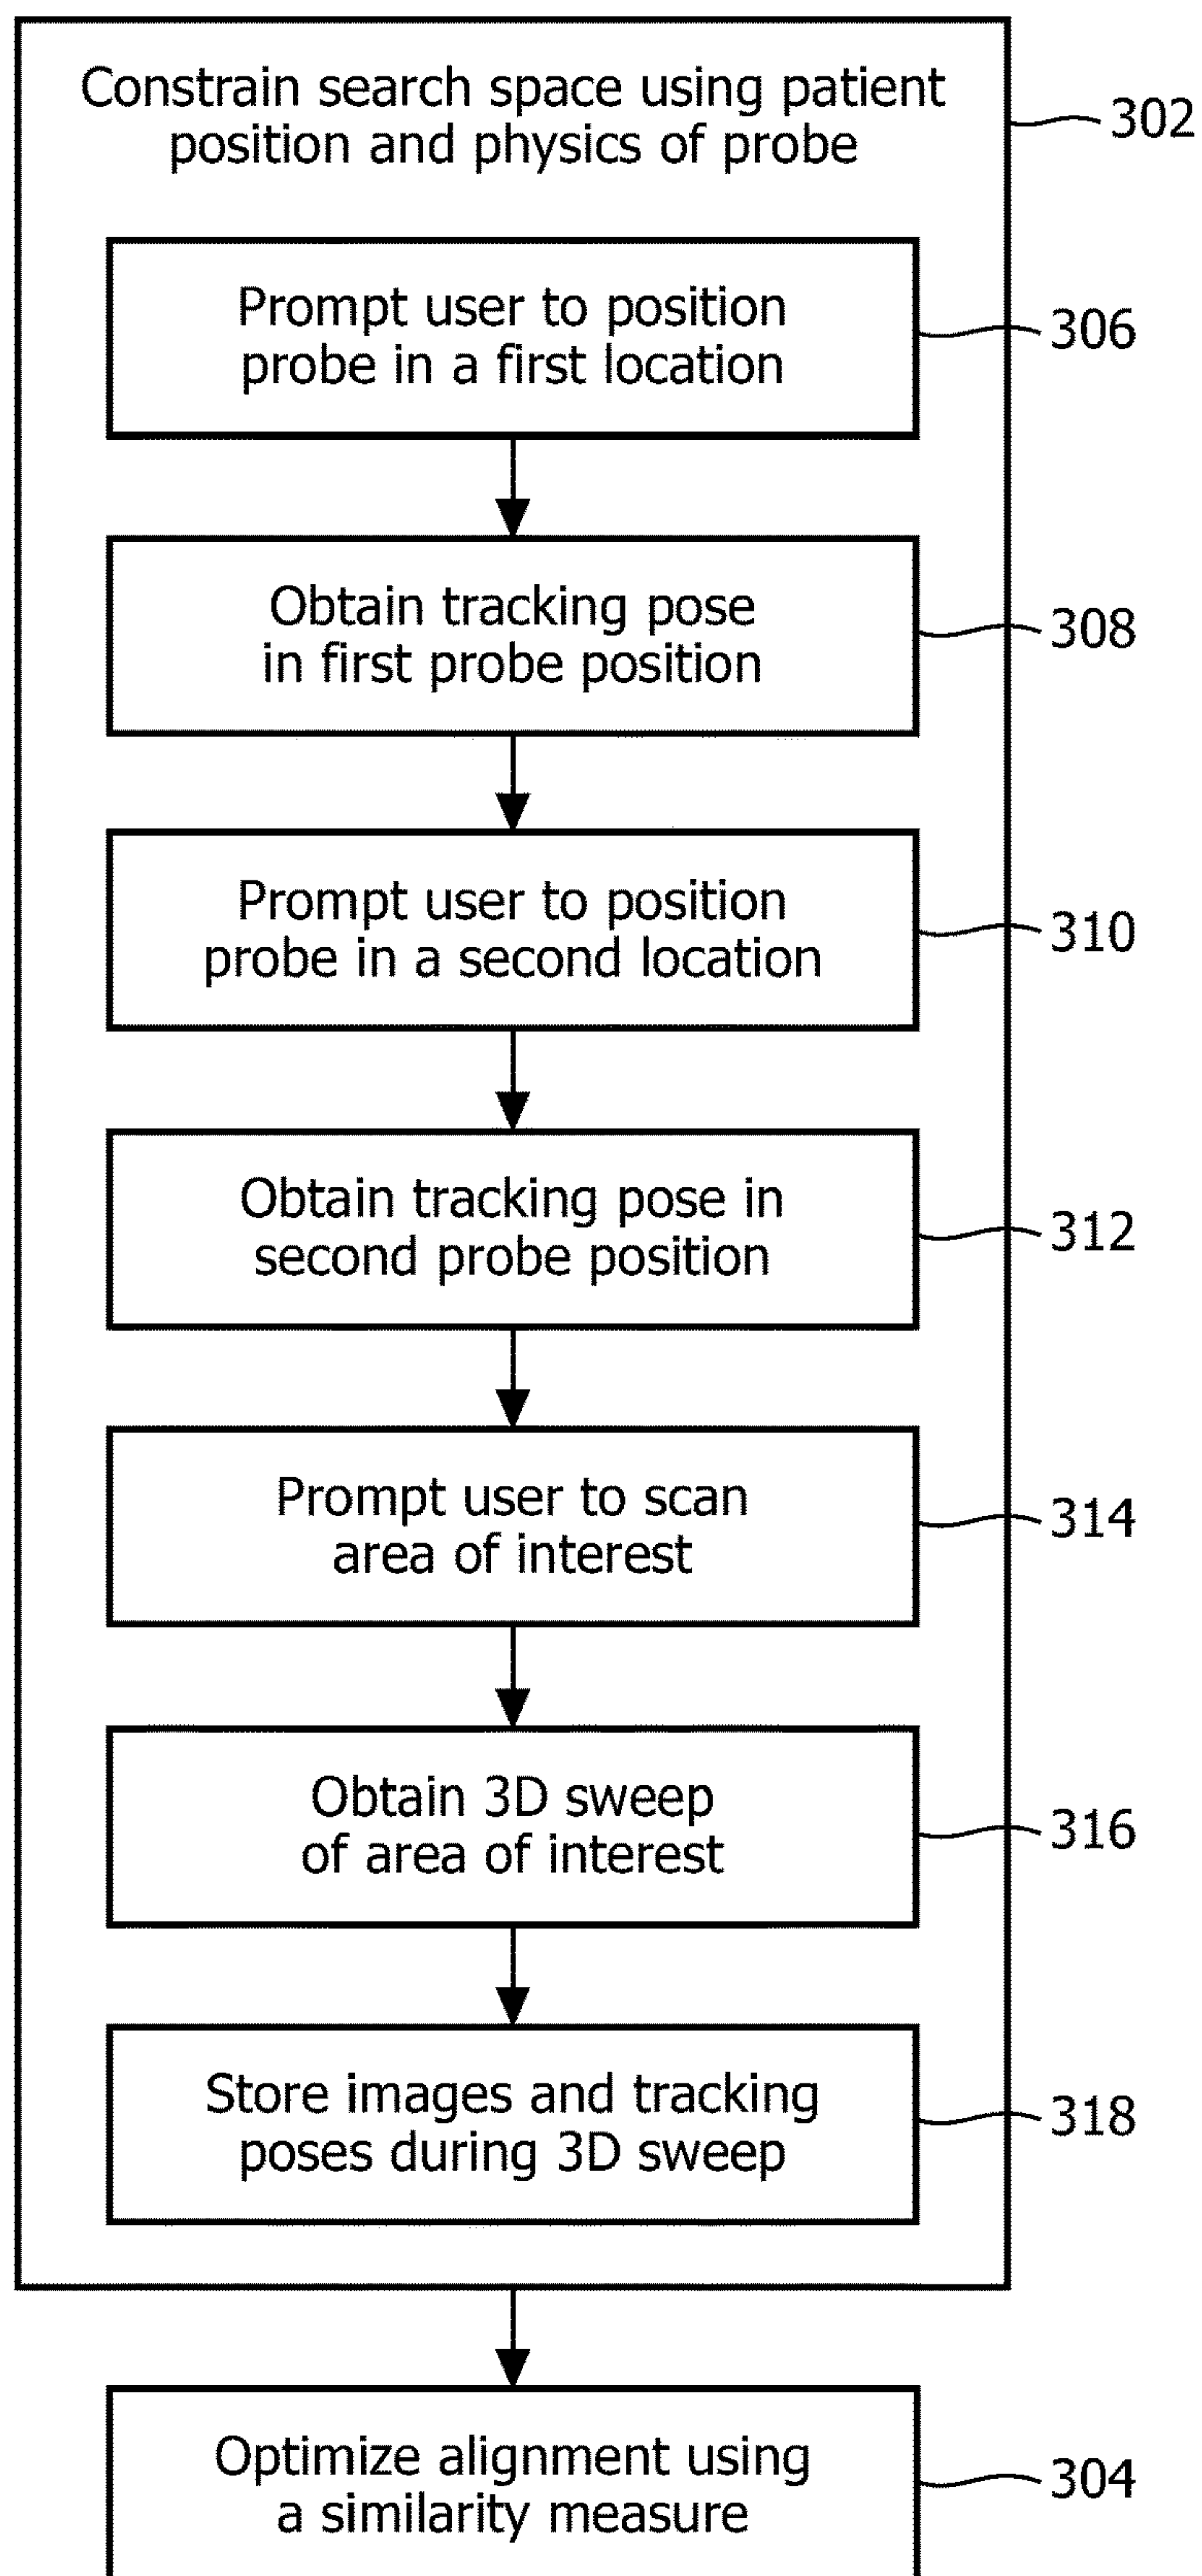 Constrain search space using patient
position and physics of probe
302
Prompt user to position
probe in a first location
306
Obtain tracking pose
in first probe position
308
Prompt user to position
probe in a second location
310
Obtain tracking pose in
second probe position
312
Prompt user to scan
area of interest
314
Obtain 3D sweep
of area of interest
316
Store images and tracking
poses during 3D sweep
318
Optimize alignment using
a similarity measure
304